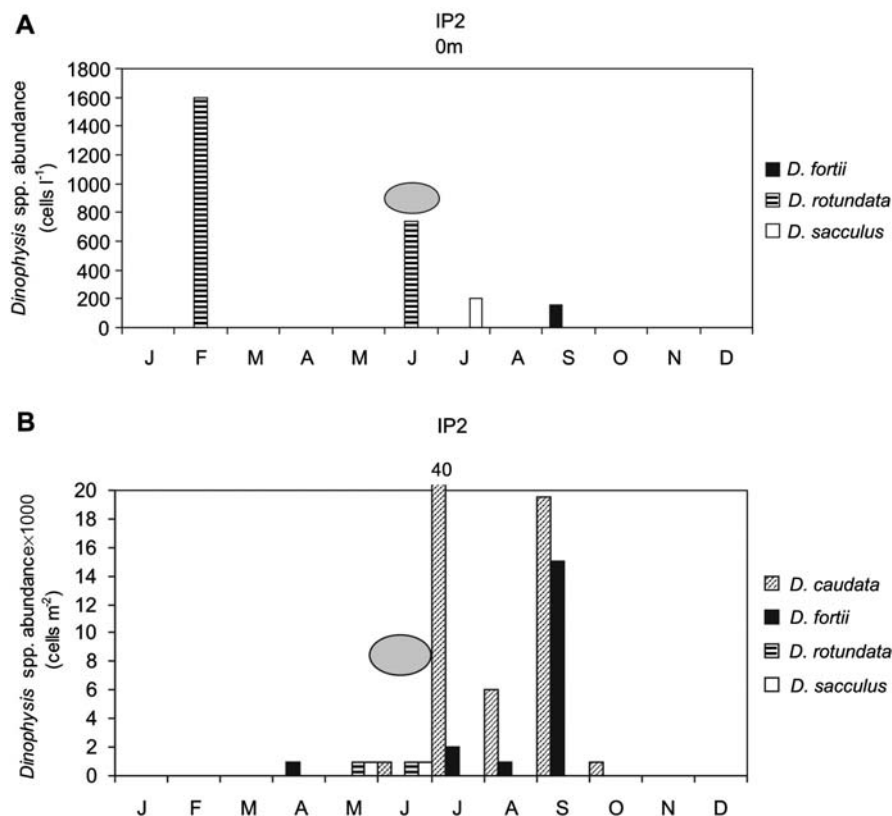 A
IP2
0m
Dinophysis spp. abundance
(cells l⁻¹)
1800
1600
1400
1200
1000
800
600
400
200
0
J F M A M J J A S O N D
D. fortii
D. rotundata
D. sacculus
B
IP2
40
Dinophysis spp. abundance×1000
(cells m⁻²)
20
18
16
14
12
10
8
6
4
2
0
J F M A M J J A S O N D
D. caudata
D. fortii
D. rotundata
D. sacculus